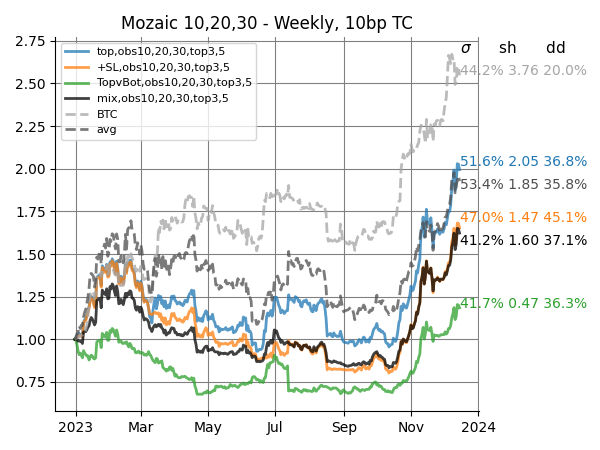 Mozaic 10,20,30 - Weekly, 10bp TC
σ sh dd
top,obs10,20,30,top3,5
+SL,obs10,20,30,top3,5
TopvBot,obs10,20,30,top3,5
mix,obs10,20,30,top3,5
BTC
avg
44.2% 3.76 20.0%
51.6% 2.05 36.8%
53.4% 1.85 35.8%
47.0% 1.47 45.1%
41.2% 1.60 37.1%
41.7% 0.47 36.3%
2.75
2.50
2.25
2.00
1.75
1.50
1.25
1.00
0.75
2023 Mar May Jul Sep Nov 2024